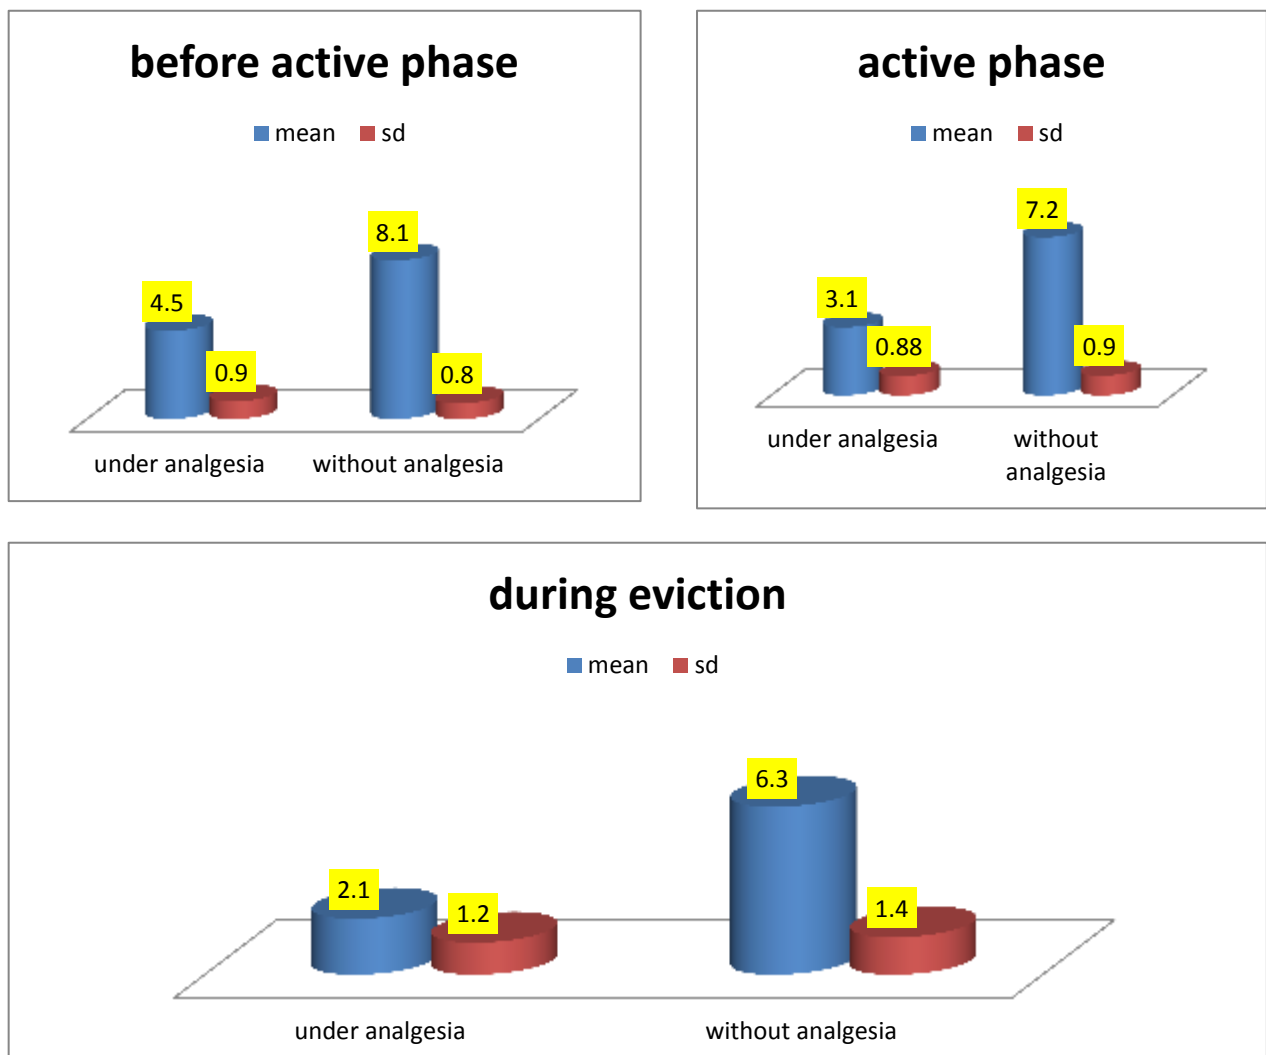 before active phase
mean sd
8.1
4.5
0.9
0.8
under analgesia without analgesia
active phase
mean sd
7.2
3.1
0.88
0.9
under analgesia without
analgesia
during eviction
mean sd
6.3
2.1
1.2
1.4
under analgesia without analgesia